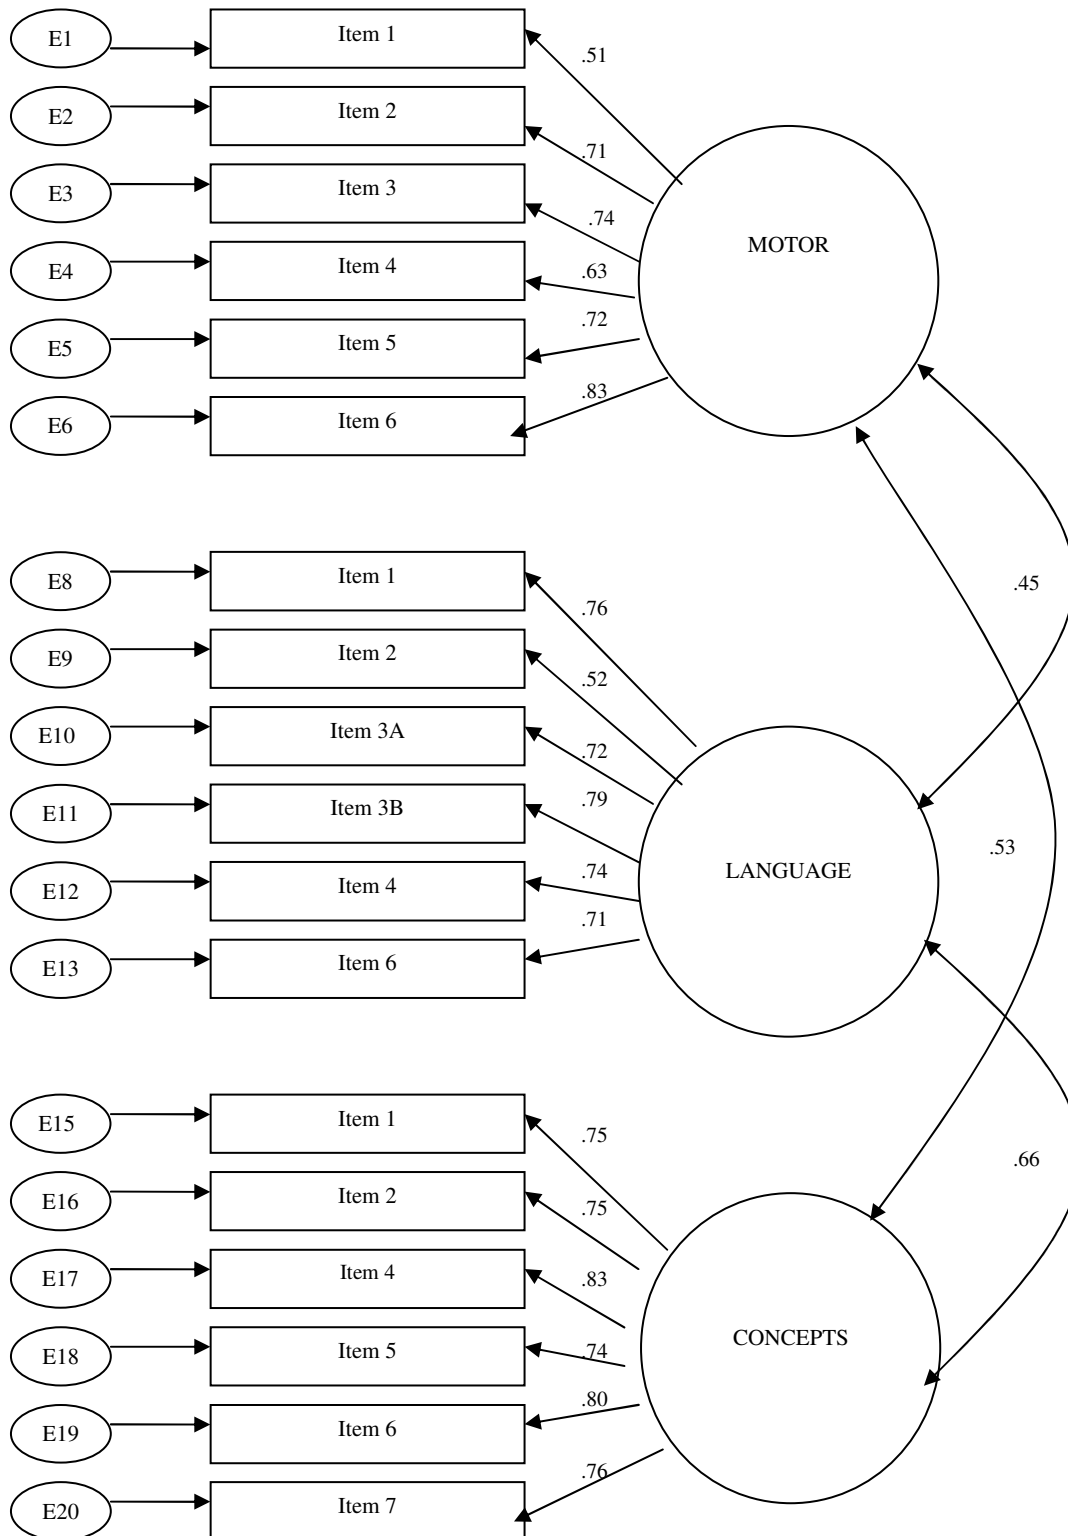 E1 Item 1 .51
E2 Item 2 .71
E3 Item 3 .74
MOTOR
E4 Item 4 .63
E5 Item 5 .72
E6 Item 6 .83
E8 Item 1 .76 .45
E9 Item 2 .52
E10 Item 3A .72
E11 Item 3B .79
.53
E12 Item 4 .74 LANGUAGE
E13 Item 6 .71
E15 Item 1 .75
.66
E16 Item 2 .75
E17 Item 4 .83
E18 Item 5 .74 CONCEPTS
E19 Item 6 .80
E20 Item 7 .76